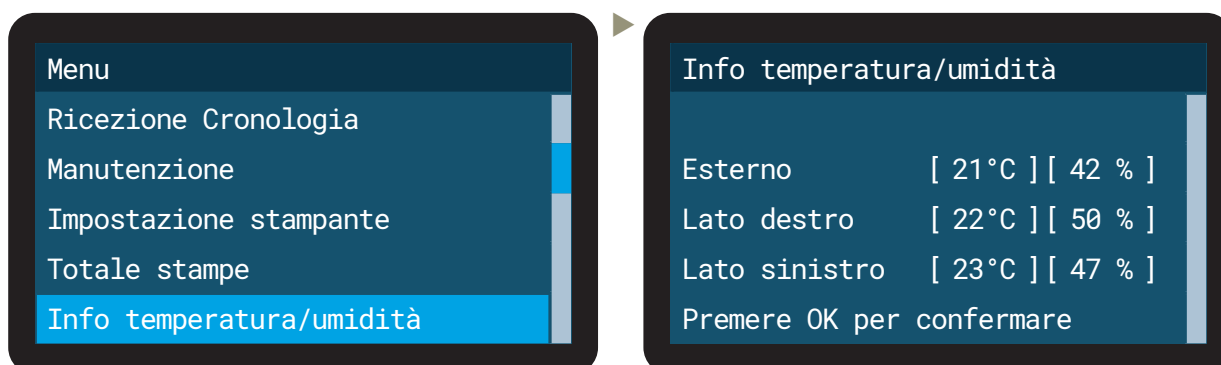 Menu
Ricezione Cronologia
Manutenzione
Impostazione stampante
Totale stampe
Info temperatura/umidità
Info temperatura/umidità
Esterno [ 21°C ][ 42 % ]
Lato destro [ 22°C ][ 50 % ]
Lato sinistro [ 23°C ][ 47 % ]
Premere OK per confermare